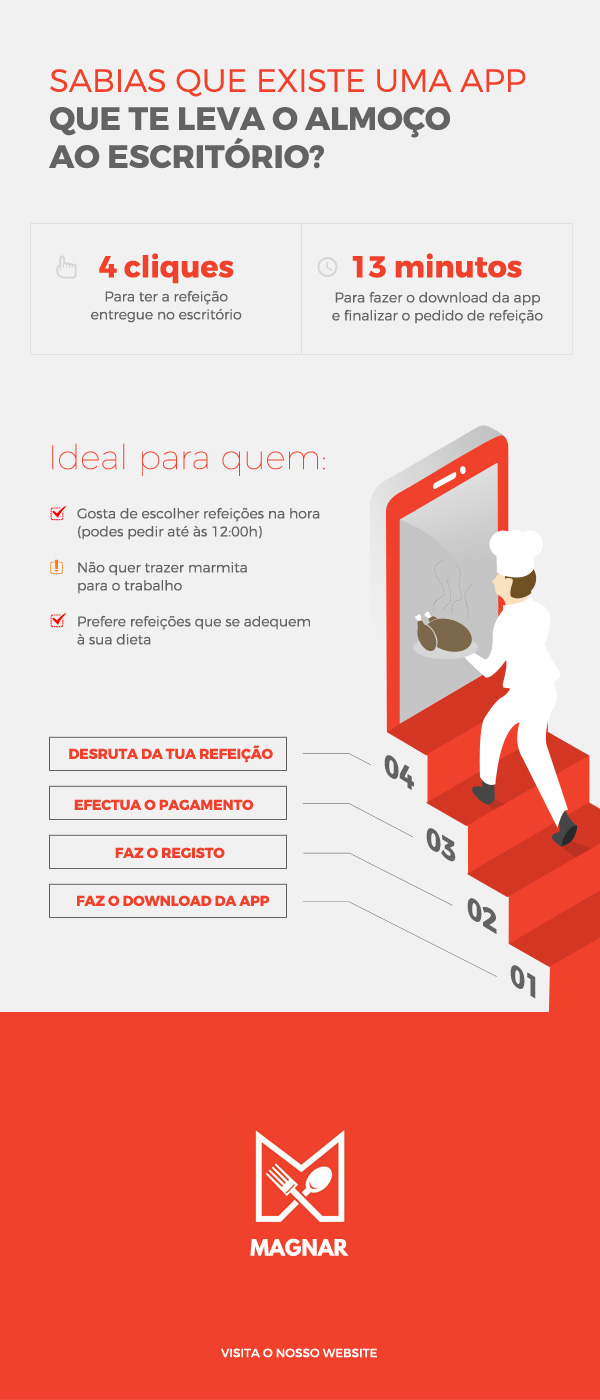 SABIAS QUE EXISTE UMA APP
QUE TE LEVA O ALMOÇO
AO ESCRITÓRIO?
4 cliques
Para ter a refeição
entregue no escritório
13 minutos
Para fazer o download da app
e finalizar o pedido de refeição
Ideal para quem:
Gosta de escolher refeições na hora
(podes pedir até às 12:00h)
Não quer trazer marmita
para o trabalho
Prefere refeições que se adequem
à sua dieta
DESRUTA DA TUA REFEIÇÃO
04
EFECTUA O PAGAMENTO
03
FAZ O REGISTO
02
FAZ O DOWNLOAD DA APP
01
MAGNAR
VISITA O NOSSO WEBSITE